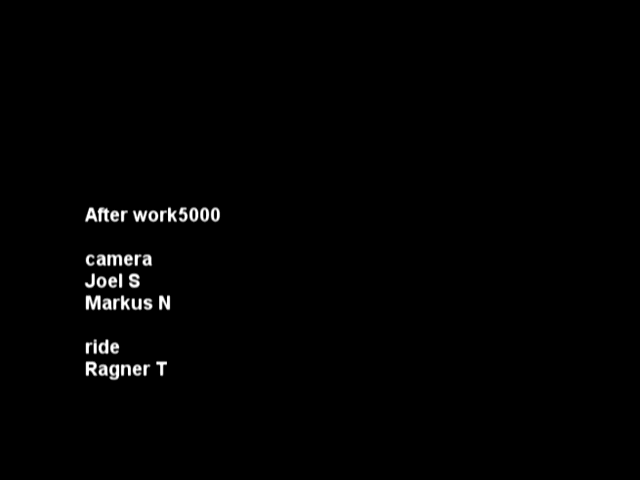 After work5000
camera
Joel S
Markus N
ride
Ragner T